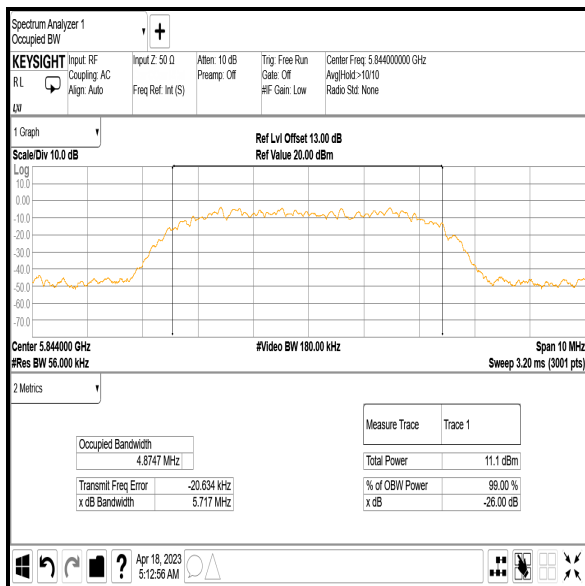 Spectrum Analyzer 1
Occupied BW
KEYSIGHT
R L
LXI
Input: RF
Coupling: AC
Align: Auto
Input Z: 50 Ω
Freq Ref: Int (S)
Atten: 10 dB
Preamp: Off
Trig: Free Run
Gate: Off
#IF Gain: Low
Center Freq: 5.844000000 GHz
Avg|Hold:>10/10
Radio Std: None
1 Graph
Scale/Div 10.0 dB
Ref Lvl Offset 13.00 dB
Ref Value 20.00 dBm
Log
10.0
0.00
-10.0
-20.0
-30.0
-40.0
-50.0
-60.0
-70.0
Center 5.844000 GHz
#Video BW 180.00 kHz
Span 10 MHz
#Res BW 56.000 kHz
Sweep 3.20 ms (3001 pts)
2 Metrics
Occupied Bandwidth
4.8747 MHz
Transmit Freq Error -20.634 kHz
x dB Bandwidth 5.717 MHz
Measure Trace Trace 1
Total Power 11.1 dBm
% of OBW Power 99.00 %
x dB -26.00 dB
?
Apr 18, 2023
5:12:56 AM